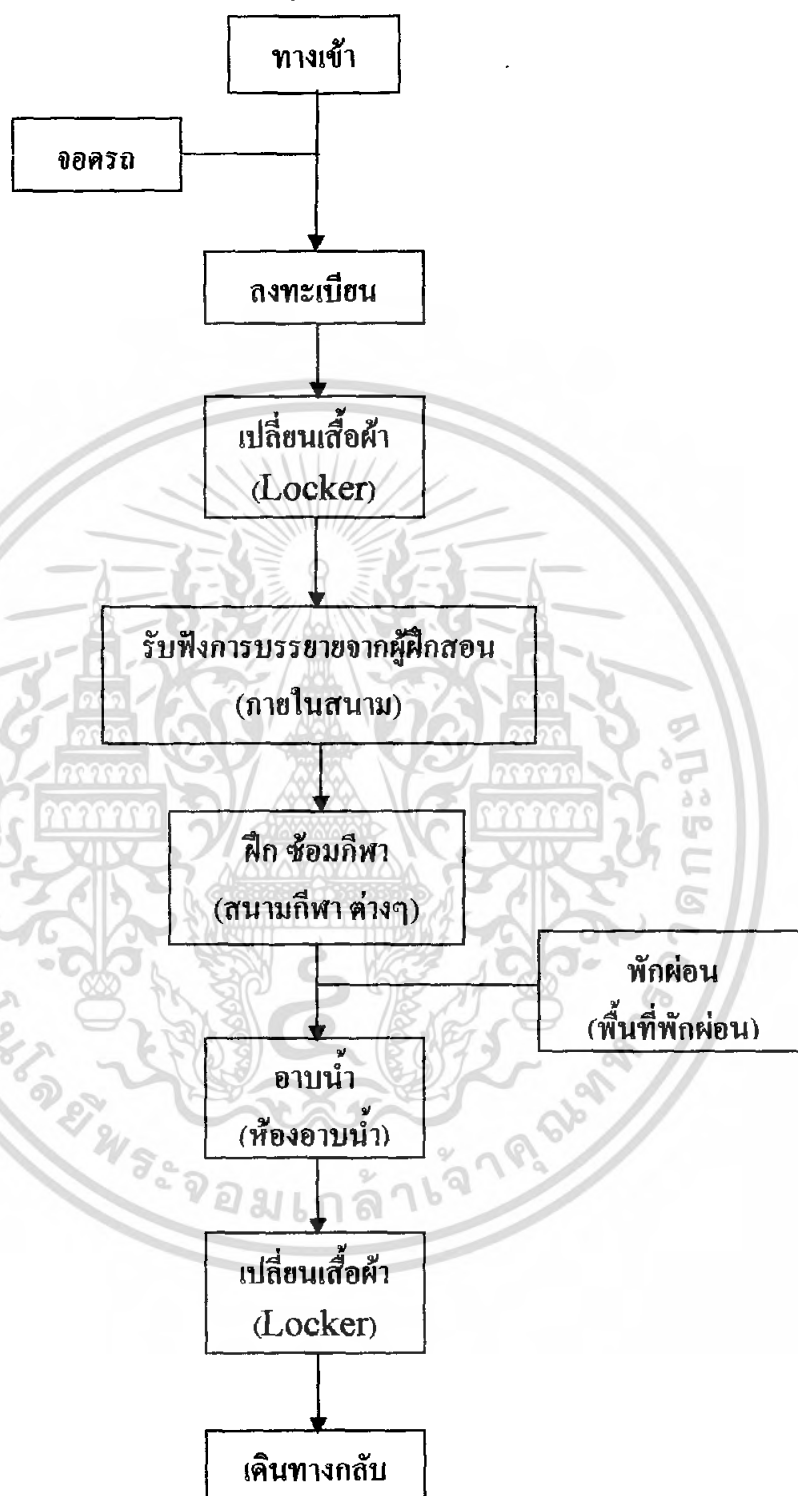 ทางเข้า
จอดรถ
ลงทะเบียน
เปลี่ยนเสื้อผ้า
(Locker)
รับฟังการบรรยายจากผู้ฝึกสอน
(ภายในสนาม)
ฝึก ซ้อมกีฬา
(สนามกีฬา ต่างๆ)
พักผ่อน
(พื้นที่พักผ่อน)
อาบน้ำ
(ห้องอาบน้ำ)
เปลี่ยนเสื้อผ้า
(Locker)
เดินทางกลับ